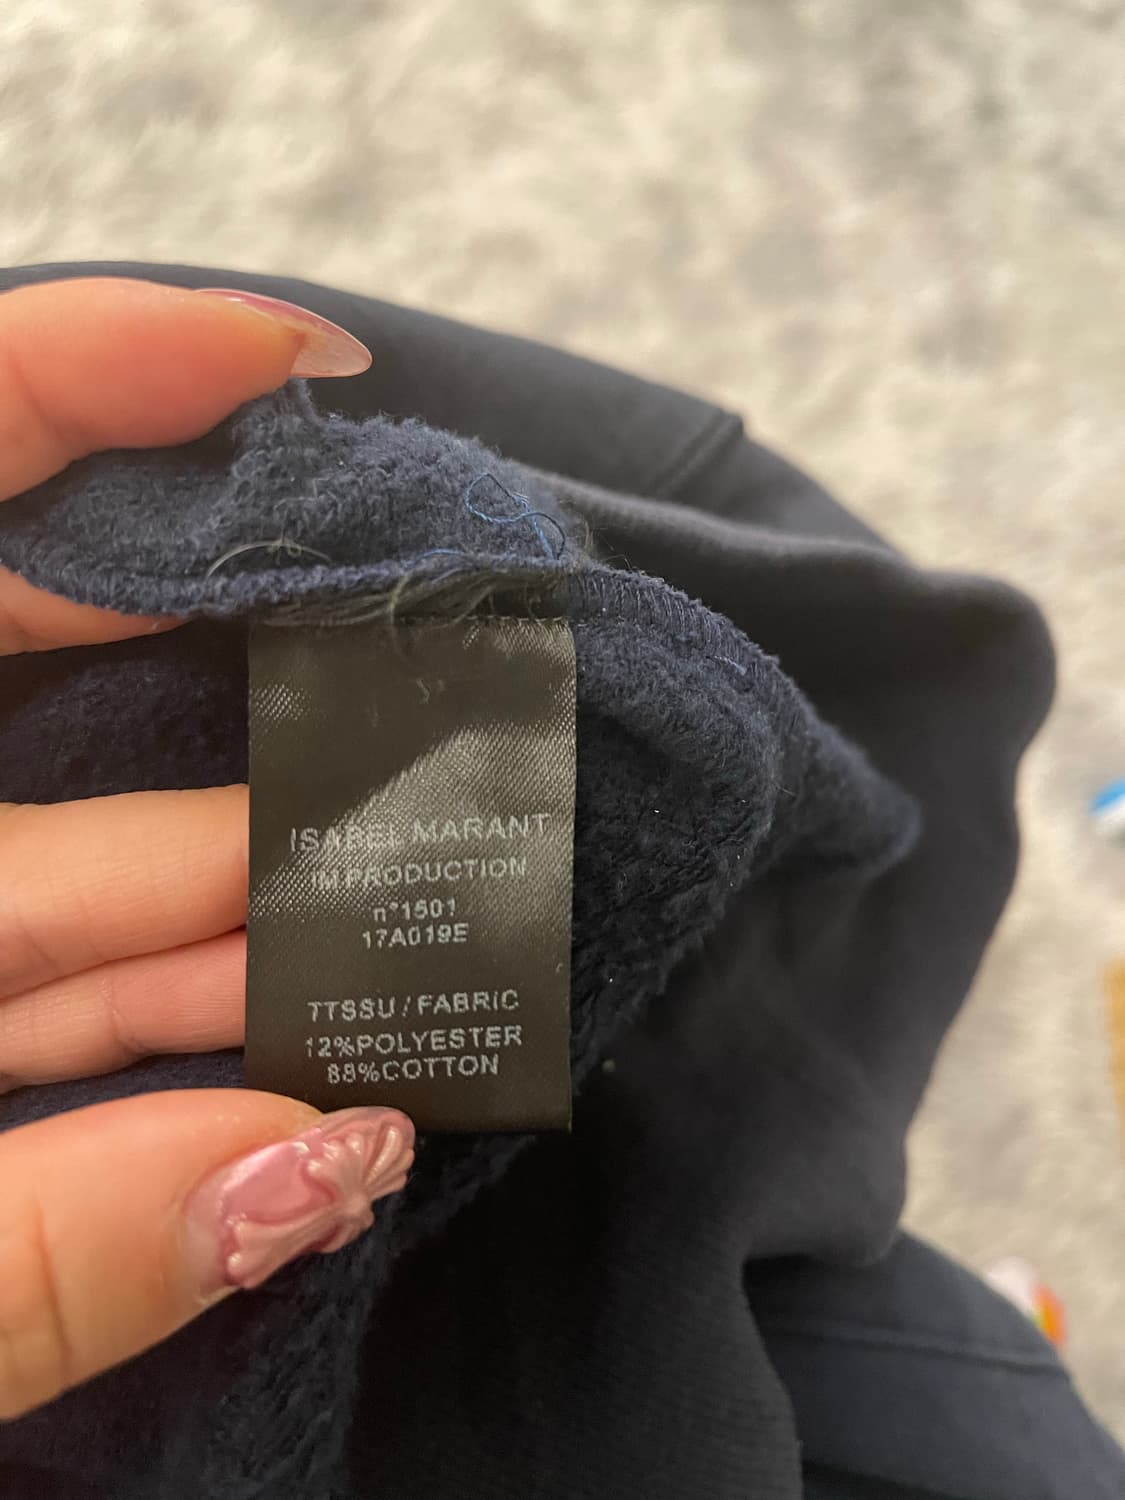 ISABEL MARANT
IM PRODUCTION
n°1501
17A019E
TTSSU / FABRIC
12%POLYESTER
88%COTTON